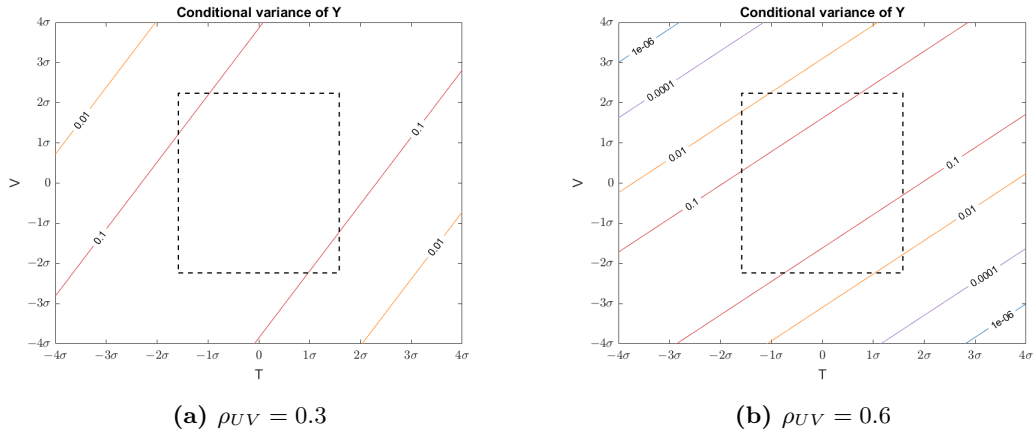 Conditional variance of Y
4σ
3σ
2σ
1σ
0
−1σ
−2σ
−3σ
−4σ
V
0.01
0.1
0.1
0.01
−4σ −3σ −2σ −1σ 0 1σ 2σ 3σ 4σ
T
(a) ρUV = 0.3
Conditional variance of Y
4σ
3σ
2σ
1σ
0
−1σ
−2σ
−3σ
−4σ
V
1e-06
0.0001
0.01
0.1
0.1
0.01
0.0001
1e-06
−4σ −3σ −2σ −1σ 0 1σ 2σ 3σ 4σ
T
(b) ρUV = 0.6